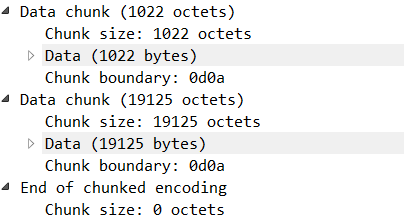 Data chunk (1022 octets)
Chunk size: 1022 octets
Data (1022 bytes)
Chunk boundary: 0d0a
Data chunk (19125 octets)
Chunk size: 19125 octets
Data (19125 bytes)
Chunk boundary: 0d0a
End of chunked encoding
Chunk size: 0 octets